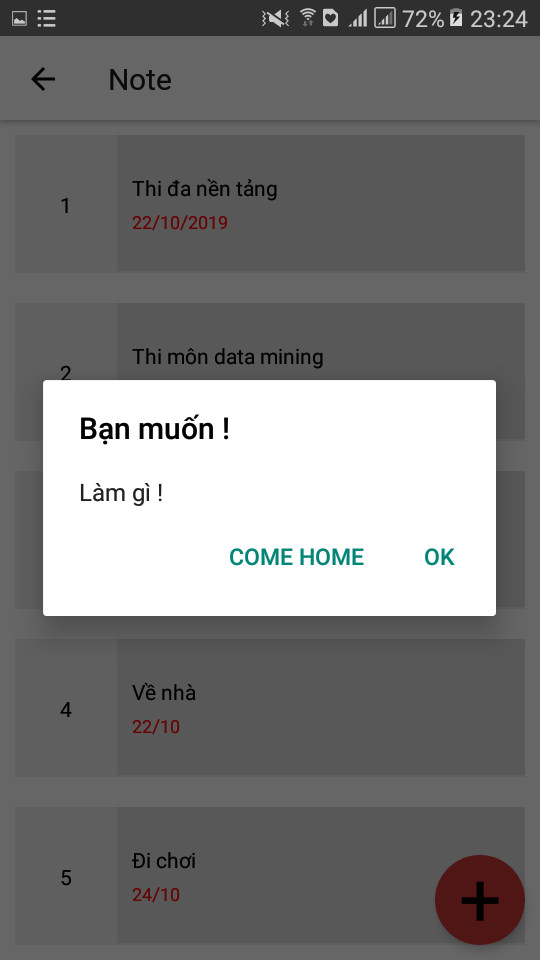 72% 23:24
Note
1
Thi đa nền tảng
22/10/2019
2
Thi môn data mining
Bạn muốn !
Làm gì !
COME HOME OK
4
Về nhà
22/10
5
Đi chơi
24/10